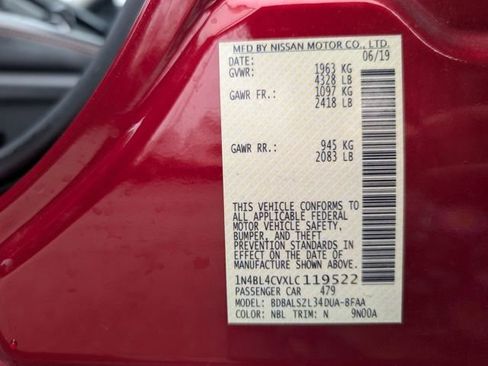 MFD BY NISSAN MOTOR CO., LTD.
DATE: 06/19
GVWR: 1963 KG
4328 LB
GAWR FR.: 1097 KG
2418 LB
GAWR RR.: 945 KG
2083 LB
THIS VEHICLE CONFORMS TO
ALL APPLICABLE FEDERAL
MOTOR VEHICLE SAFETY,
BUMPER, AND THEFT
PREVENTION STANDARDS IN
EFFECT ON THE DATE OF
MANUFACTURE SHOWN ABOVE.
1N4BL4CVXLC119522
PASSENGER CAR 479
MODEL: BDBALSZL34DUA-BFAA
COLOR: NBL TRIM: N 9N00A